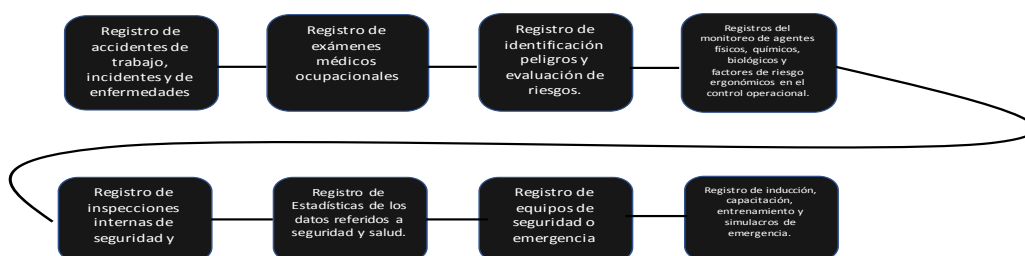 Registro de
accidentes de
trabajo,
incidentes y de
enfermedades
Registro de
exámenes
médicos
ocupacionales
Registro de
identificación
peligros y
evaluación de
riesgos.
Registros del
monitoreo de agentes
físicos, químicos,
biológicos y
factores de riesgo
ergonómicos en el
control operacional.
Registro de
inspecciones
internas de
seguridad y
Registro de
Estadísticas de los
datos referidos a
seguridad y salud.
Registro de
equipos de
seguridad o
emergencia
Registro de inducción,
capacitación,
entrenamiento y
simulacros de
emergencia.